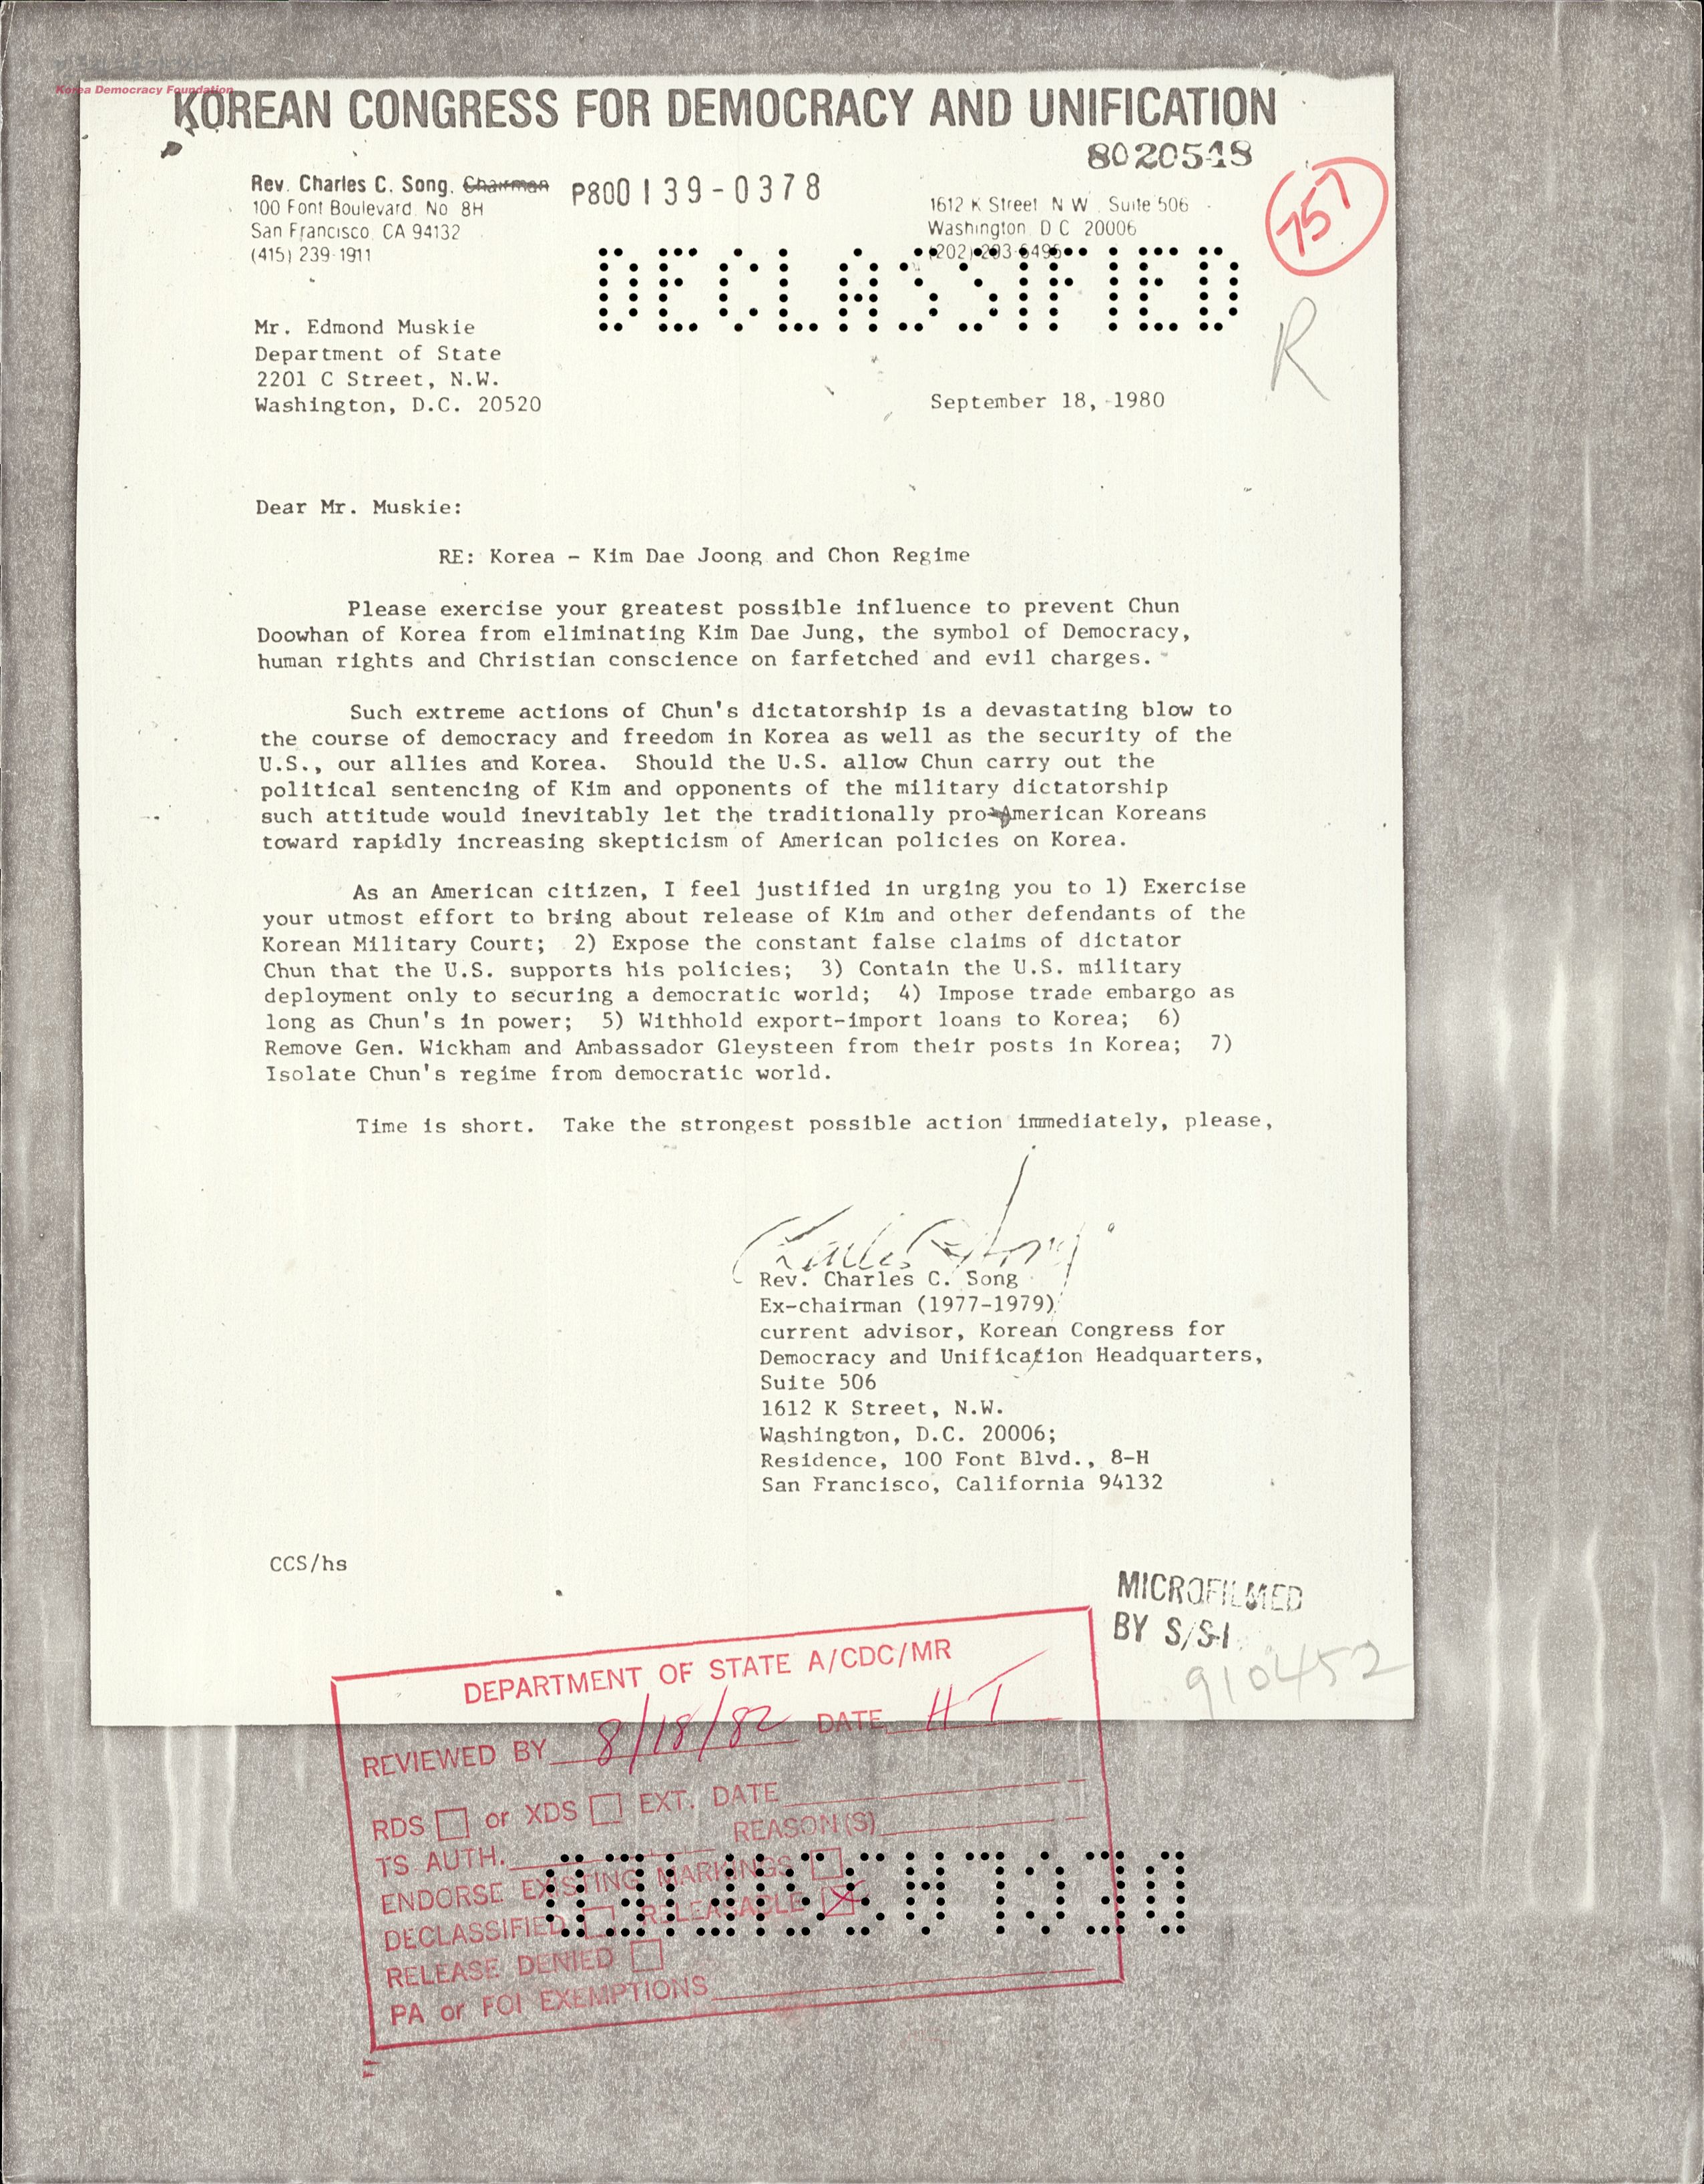 Korea Democracy Foundation
KOREAN CONGRESS FOR DEMOCRACY AND UNIFICATION
8020548
Rev. Charles C. Song, Chairman
P800139-0378
100 Font Boulevard, No. 8H
San Francisco, CA 94132
(415) 239-1911
1612 K Street, N.W., Suite 506
Washington, D.C. 20006
757
DECLASSIFIED
R
Mr. Edmond Muskie
Department of State
2201 C Street, N.W.
Washington, D.C. 20520
September 18, 1980
Dear Mr. Muskie:
RE: Korea - Kim Dae Joong and Chon Regime
Please exercise your greatest possible influence to prevent Chun
Doowhan of Korea from eliminating Kim Dae Jung, the symbol of Democracy,
human rights and Christian conscience on farfetched and evil charges.
Such extreme actions of Chun's dictatorship is a devastating blow to
the course of democracy and freedom in Korea as well as the security of the
U.S., our allies and Korea. Should the U.S. allow Chun carry out the
political sentencing of Kim and opponents of the military dictatorship
such attitude would inevitably let the traditionally pro-American Koreans
toward rapidly increasing skepticism of American policies on Korea.
As an American citizen, I feel justified in urging you to 1) Exercise
your utmost effort to bring about release of Kim and other defendants of the
Korean Military Court; 2) Expose the constant false claims of dictator
Chun that the U.S. supports his policies; 3) Contain the U.S. military
deployment only to securing a democratic world; 4) Impose trade embargo as
long as Chun's in power; 5) Withhold export-import loans to Korea; 6)
Remove Gen. Wickham and Ambassador Gleysteen from their posts in Korea; 7)
Isolate Chun's regime from democratic world.
Time is short. Take the strongest possible action immediately, please,
Charles C. Song
Rev. Charles C. Song
Ex-chairman (1977-1979)
current advisor, Korean Congress for
Democracy and Unification Headquarters,
Suite 506
1612 K Street, N.W.
Washington, D.C. 20006;
Residence, 100 Font Blvd., 8-H
San Francisco, California 94132
CCS/hs
MICROFILMED
BY S/S-I
910452
DEPARTMENT OF STATE A/CDC/MR
REVIEWED BY 8/18/82 DATE HT
RDS or XDS EXT. DATE
TS AUTH. REASON(S)
ENDORSE EXISTING MARKINGS
DECLASSIFIED RELEASABLE
RELEASE DENIED
PA or FOI EXEMPTIONS
DECLASSIFIED